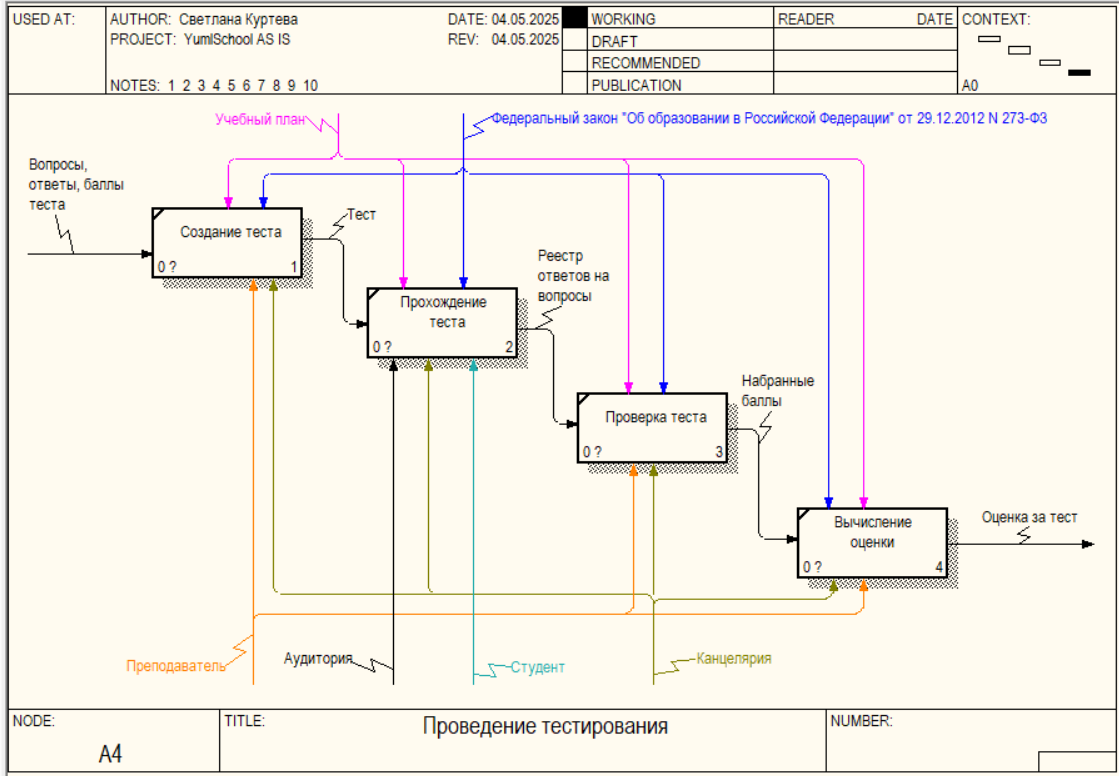 USED AT:
AUTHOR: Светлана Куртева
DATE: 04.05.2025
WORKING
READER
DATE
CONTEXT:
PROJECT: YumlSchool AS IS
REV: 04.05.2025
DRAFT
RECOMMENDED
NOTES: 1 2 3 4 5 6 7 8 9 10
PUBLICATION
A0
Учебный план
Федеральный закон "Об образовании в Российской Федерации" от 29.12.2012 N 273-ФЗ
Вопросы,
ответы, баллы
теста
Создание теста
0 ?
1
Тест
Реестр
ответов на
вопросы
Прохождение
теста
0 ?
2
Набранные
баллы
Проверка теста
0 ?
3
Вычисление
оценки
0 ?
4
Оценка за тест
Преподаватель
Аудитория
Студент
Канцелярия
NODE:
TITLE:
Проведение тестирования
NUMBER:
A4